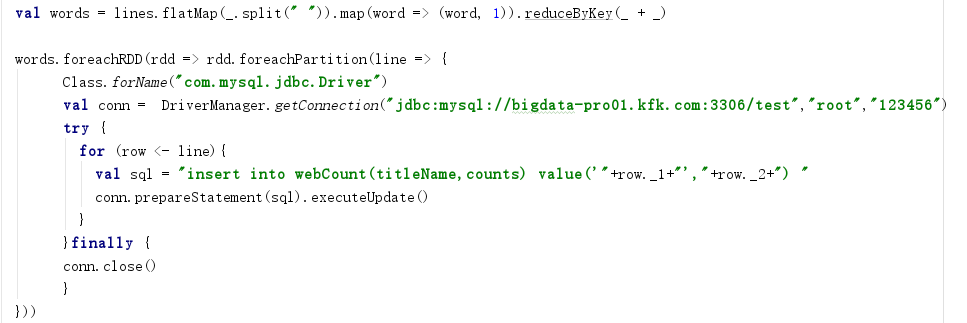 val words = lines.flatMap(_.split(" ")).map(word => (word, 1)).reduceByKey(_ + _)
words.foreachRDD(rdd => rdd.foreachPartition(line => {
Class.forName("com.mysql.jdbc.Driver")
val conn = DriverManager.getConnection("jdbc:mysql://bigdata-pro01.kfk.com:3306/test","root","123456")
try {
for (row <- line){
val sql = "insert into webCount(titleName,counts) value('"+row._1+"',"+row._2+") "
conn.prepareStatement(sql).executeUpdate()
}
}finally {
conn.close()
}
}))